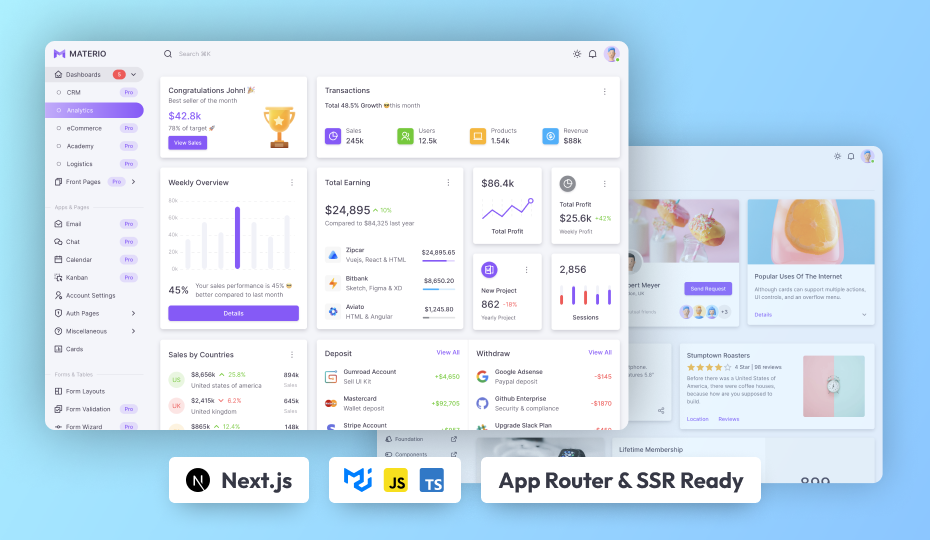 MATERIO
Search ⌘K
Dashboards 5
CRM Pro
Analytics
eCommerce Pro
Academy Pro
Logistics Pro
Front Pages Pro
Apps & Pages
Email Pro
Chat Pro
Calendar Pro
Kanban Pro
Account Settings
Auth Pages
Miscellaneous
Cards
Forms & Tables
Form Layouts
Form Validation Pro
Form Wizard Pro
Congratulations John! 🎉
Best seller of the month
$42.8k
78% of target 🚀
View Sales
Transactions
Total 48.5% Growth 😎 this month
Sales
245k
Users
12.5k
Products
1.54k
Revenue
$88k
Weekly Overview
80k
60k
40k
20k
0k
45%
Your sales performance is 45% 😎
better compared to last month
Details
Total Earning
$24,895 10%
Compared to $84,325 last year
Zipcar
Vuejs, React & HTML
$24,895.65
Bitbank
Sketch, Figma & XD
$8,650.20
Aviato
HTML & Angular
$1,245.80
$86.4k
Total Profit
Total Profit
$25.6k +42%
Weekly Profit
New Project
862 -18%
Yearly Project
2,856
Sessions
Sales by Countries
US
$8,656k 25.8%
United states of america
894k
Sales
UK
$2,415k 6.2%
United kingdom
645k
Sales
$865k 12.4%
148k
Deposit
View All
Gumroad Account
Sell UI Kit
+$4,650
Mastercard
Wallet deposit
+$92,705
Stripe Account
Withdraw
View All
Google Adsense
Paypal deposit
-$145
Github Enterprise
Security & compliance
-$1870
Upgrade Slack Plan
bert Meyer
Send Request
+3
Popular Uses Of The Internet
Although cards can support multiple actions,
UI controls, and an overflow menu.
Details
Stumptown Roasters
4 Star | 98 reviews
Before there was a United States
of America, there were coffee
houses, because how are you
supposed to build.
Location
Reviews
Foundation
Components
Lifetime Membership
Next.js
JS
TS
App Router & SSR Ready